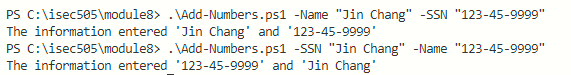 PS C:\isec505\module8> .\Add-Numbers.ps1 -Name "Jin Chang" -SSN "123-45-9999"
The information entered 'Jin Chang' and '123-45-9999'
PS C:\isec505\module8> .\Add-Numbers.ps1 -SSN "Jin Chang" -Name "123-45-9999"
The information entered '123-45-9999' and 'Jin Chang'